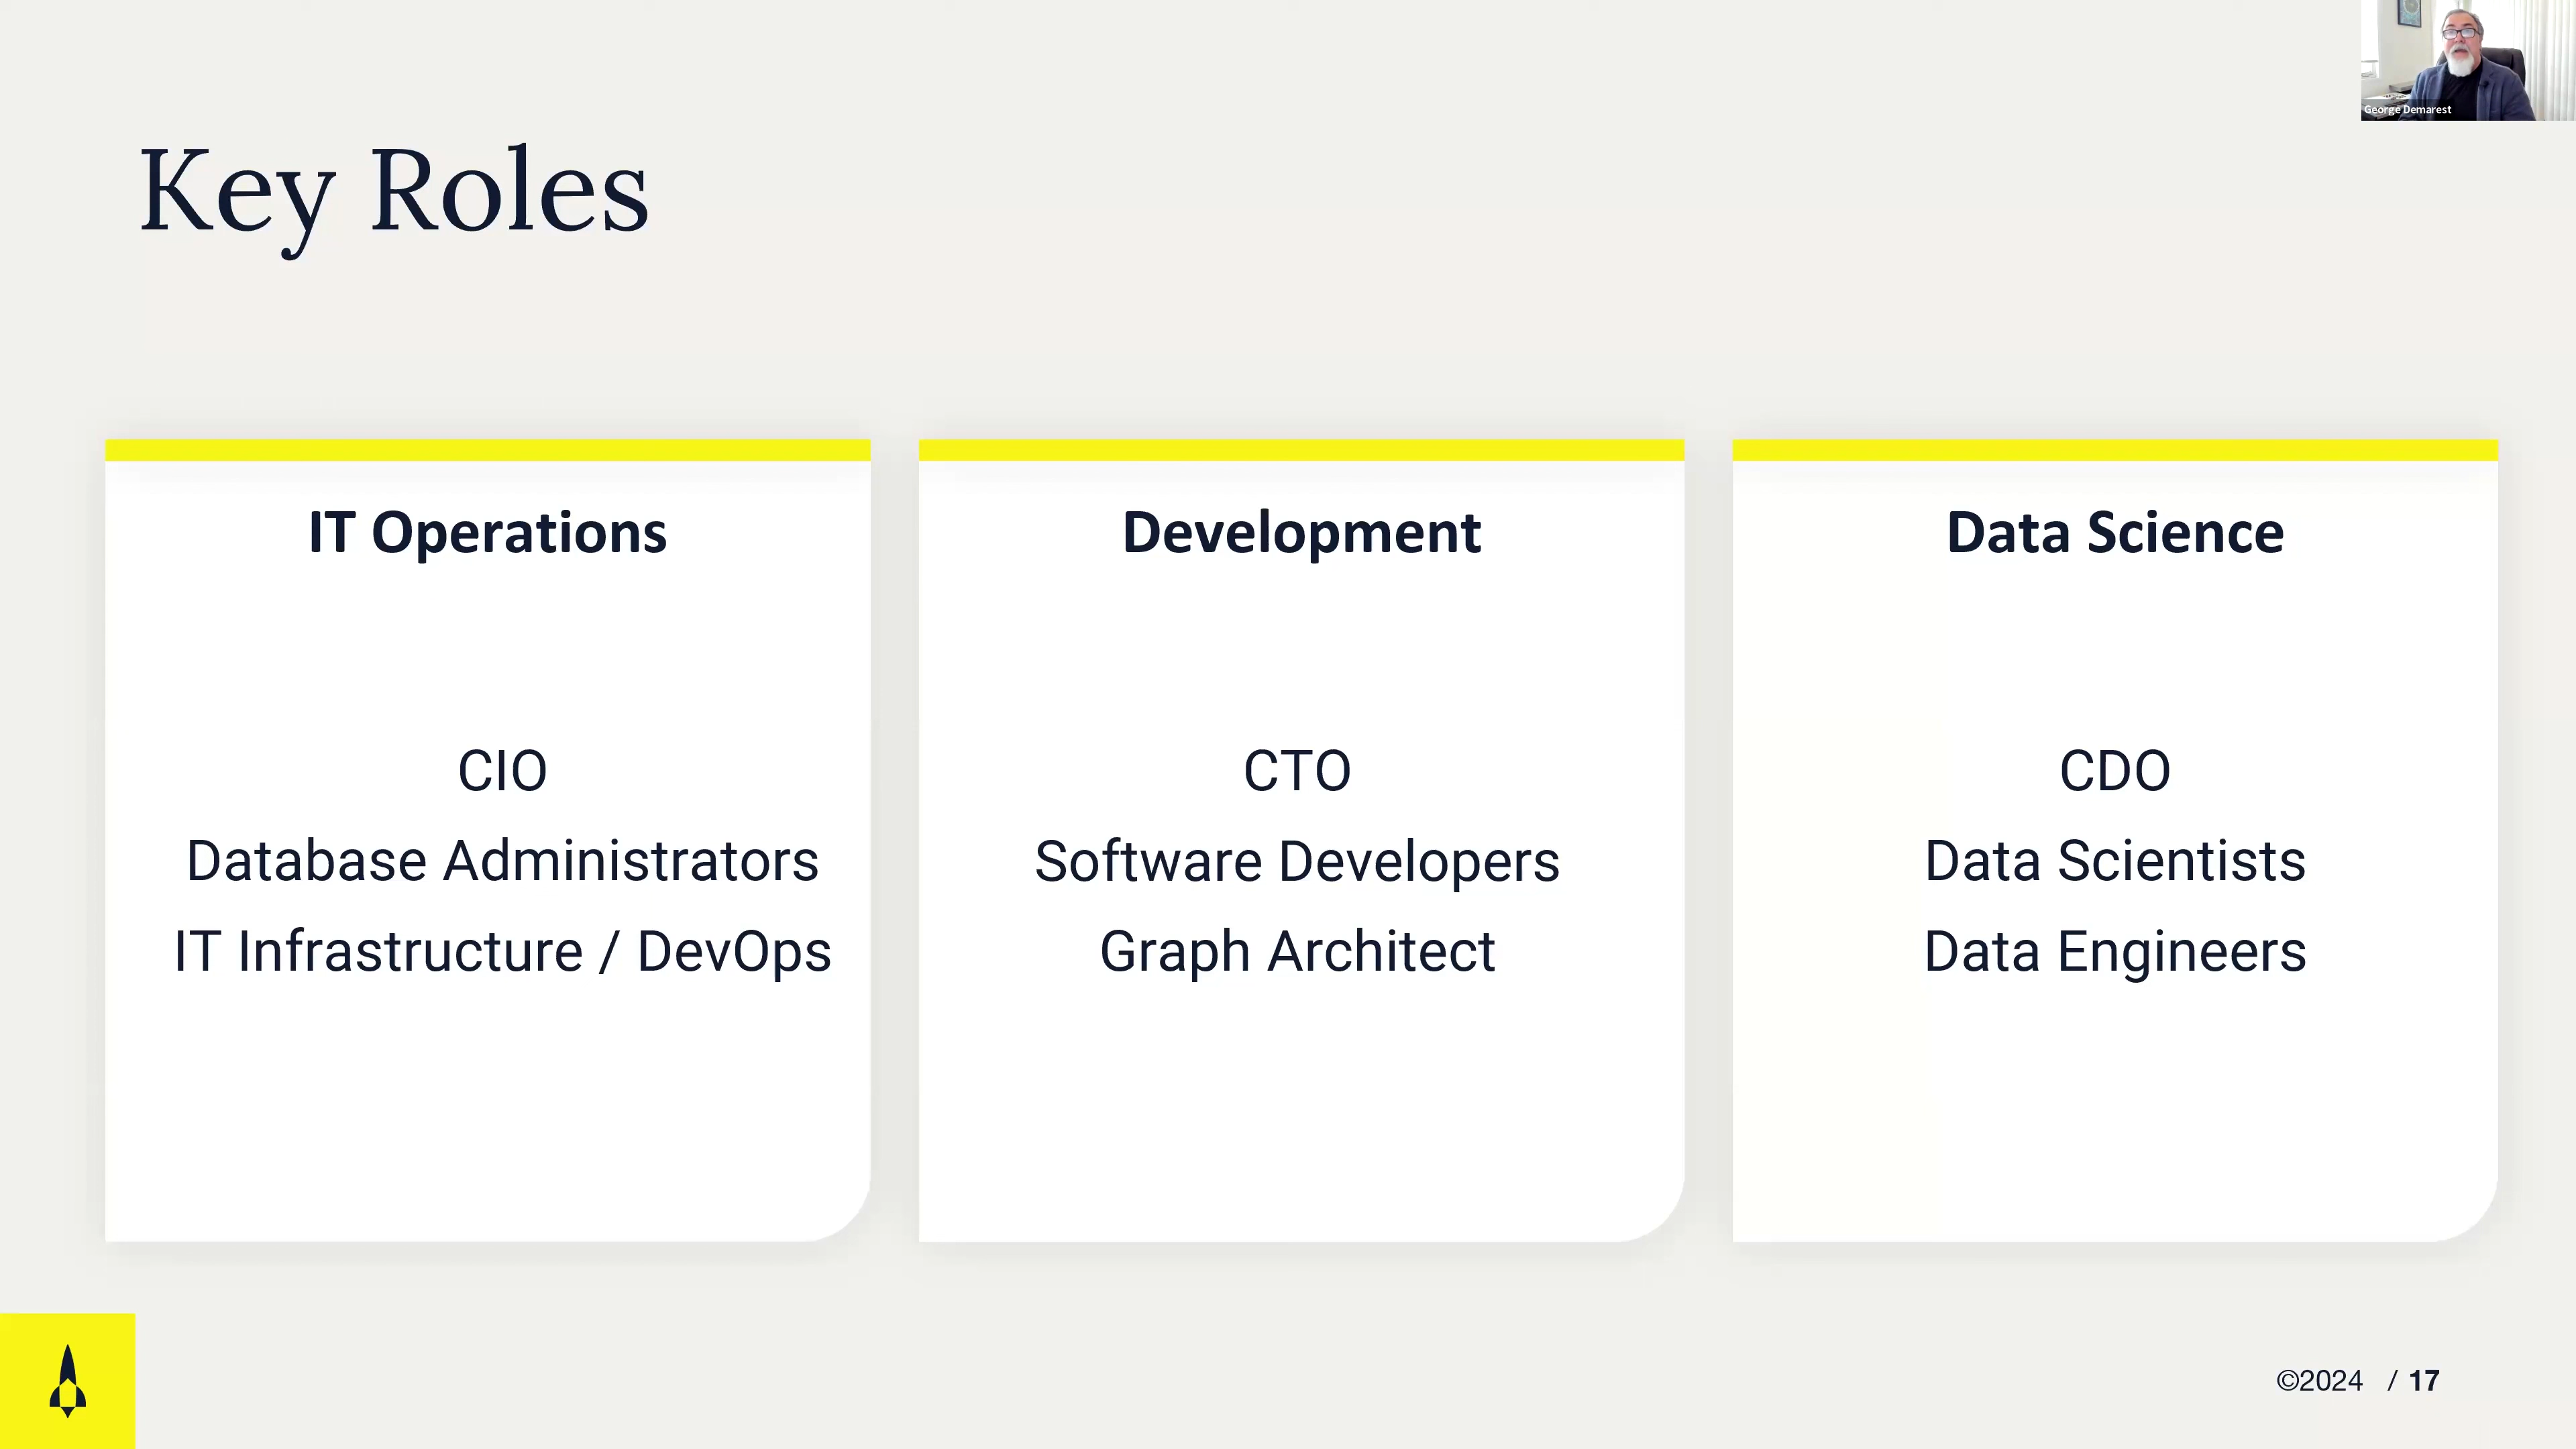 George Demarest
Key Roles
IT Operations
CIO
Database Administrators
IT Infrastructure / DevOps
Development
CTO
Software Developers
Graph Architect
Data Science
CDO
Data Scientists
Data Engineers
©2024 / 17